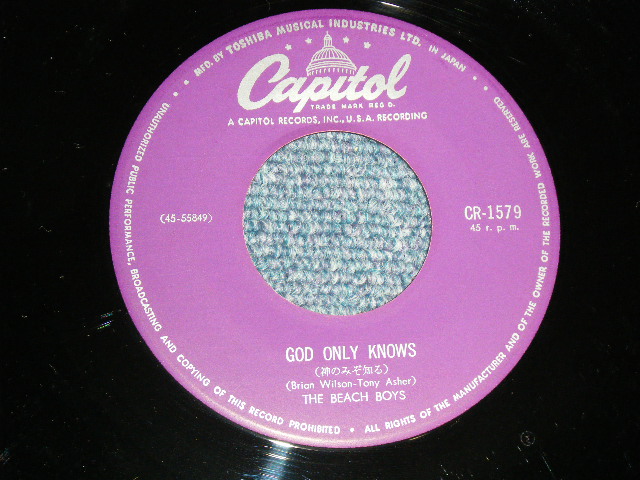 MFD. BY TOSHIBA MUSICAL INDUSTRIES LTD. IN JAPAN •
Capitol
TRADE MARK REG D.
A CAPITOL RECORDS, INC., U.S.A. RECORDING
(45-55849)
CR-1579
45 r. p. m.
GOD ONLY KNOWS
(神のみぞ知る)
(Brian Wilson-Tony Asher)
THE BEACH BOYS
ALL RIGHTS OF THE MANUFACTURER AND OF THE OWNER OF THE RECORDED WORK ARE RESERVED
• UNAUTHORIZED PUBLIC PERFORMANCE, BROADCASTING AND COPYING OF THIS RECORD PROHIBITED •